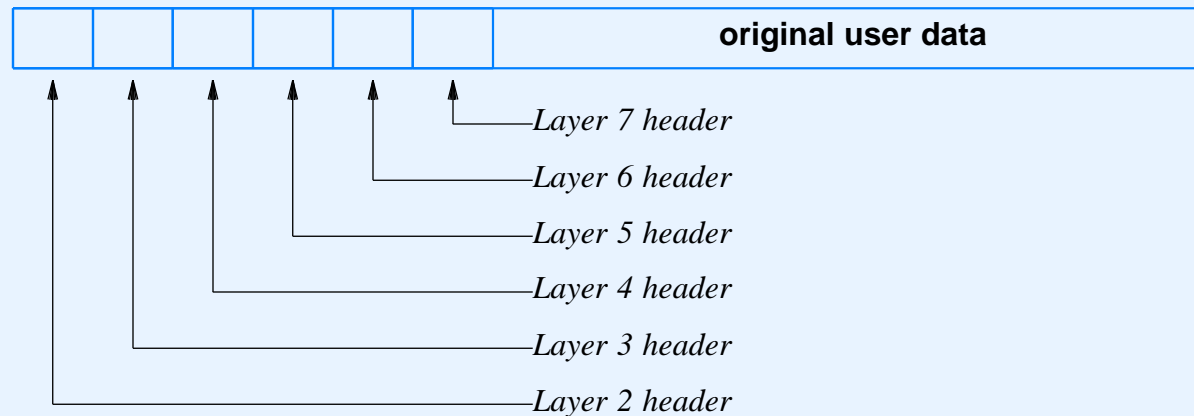 original user data
Layer 7 header
Layer 6 header
Layer 5 header
Layer 4 header
Layer 3 header
Layer 2 header